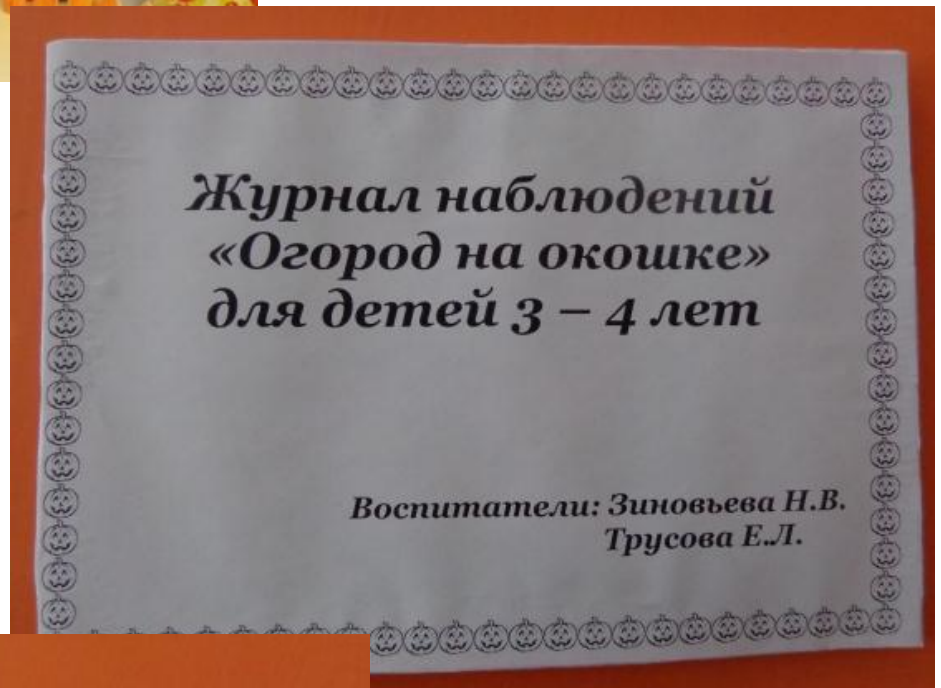 Журнал наблюдений
«Огород на окошке»
для детей 3 – 4 лет
Воспитатели: Зиновьева Н.В.
Трусова Е.Л.